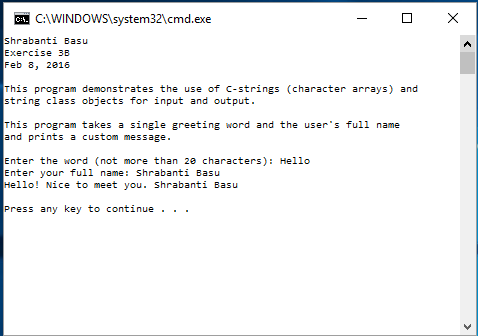 C:\WINDOWS\system32\cmd.exe
Shrabanti Basu
Exercise 3B
Feb 8, 2016
This program demonstrates the use of C-strings (character arrays) and
string class objects for input and output.
This program takes a single greeting word and the user's full name
and prints a custom message.
Enter the word (not more than 20 characters): Hello
Enter your full name: Shrabanti Basu
Hello! Nice to meet you. Shrabanti Basu
Press any key to continue . . .